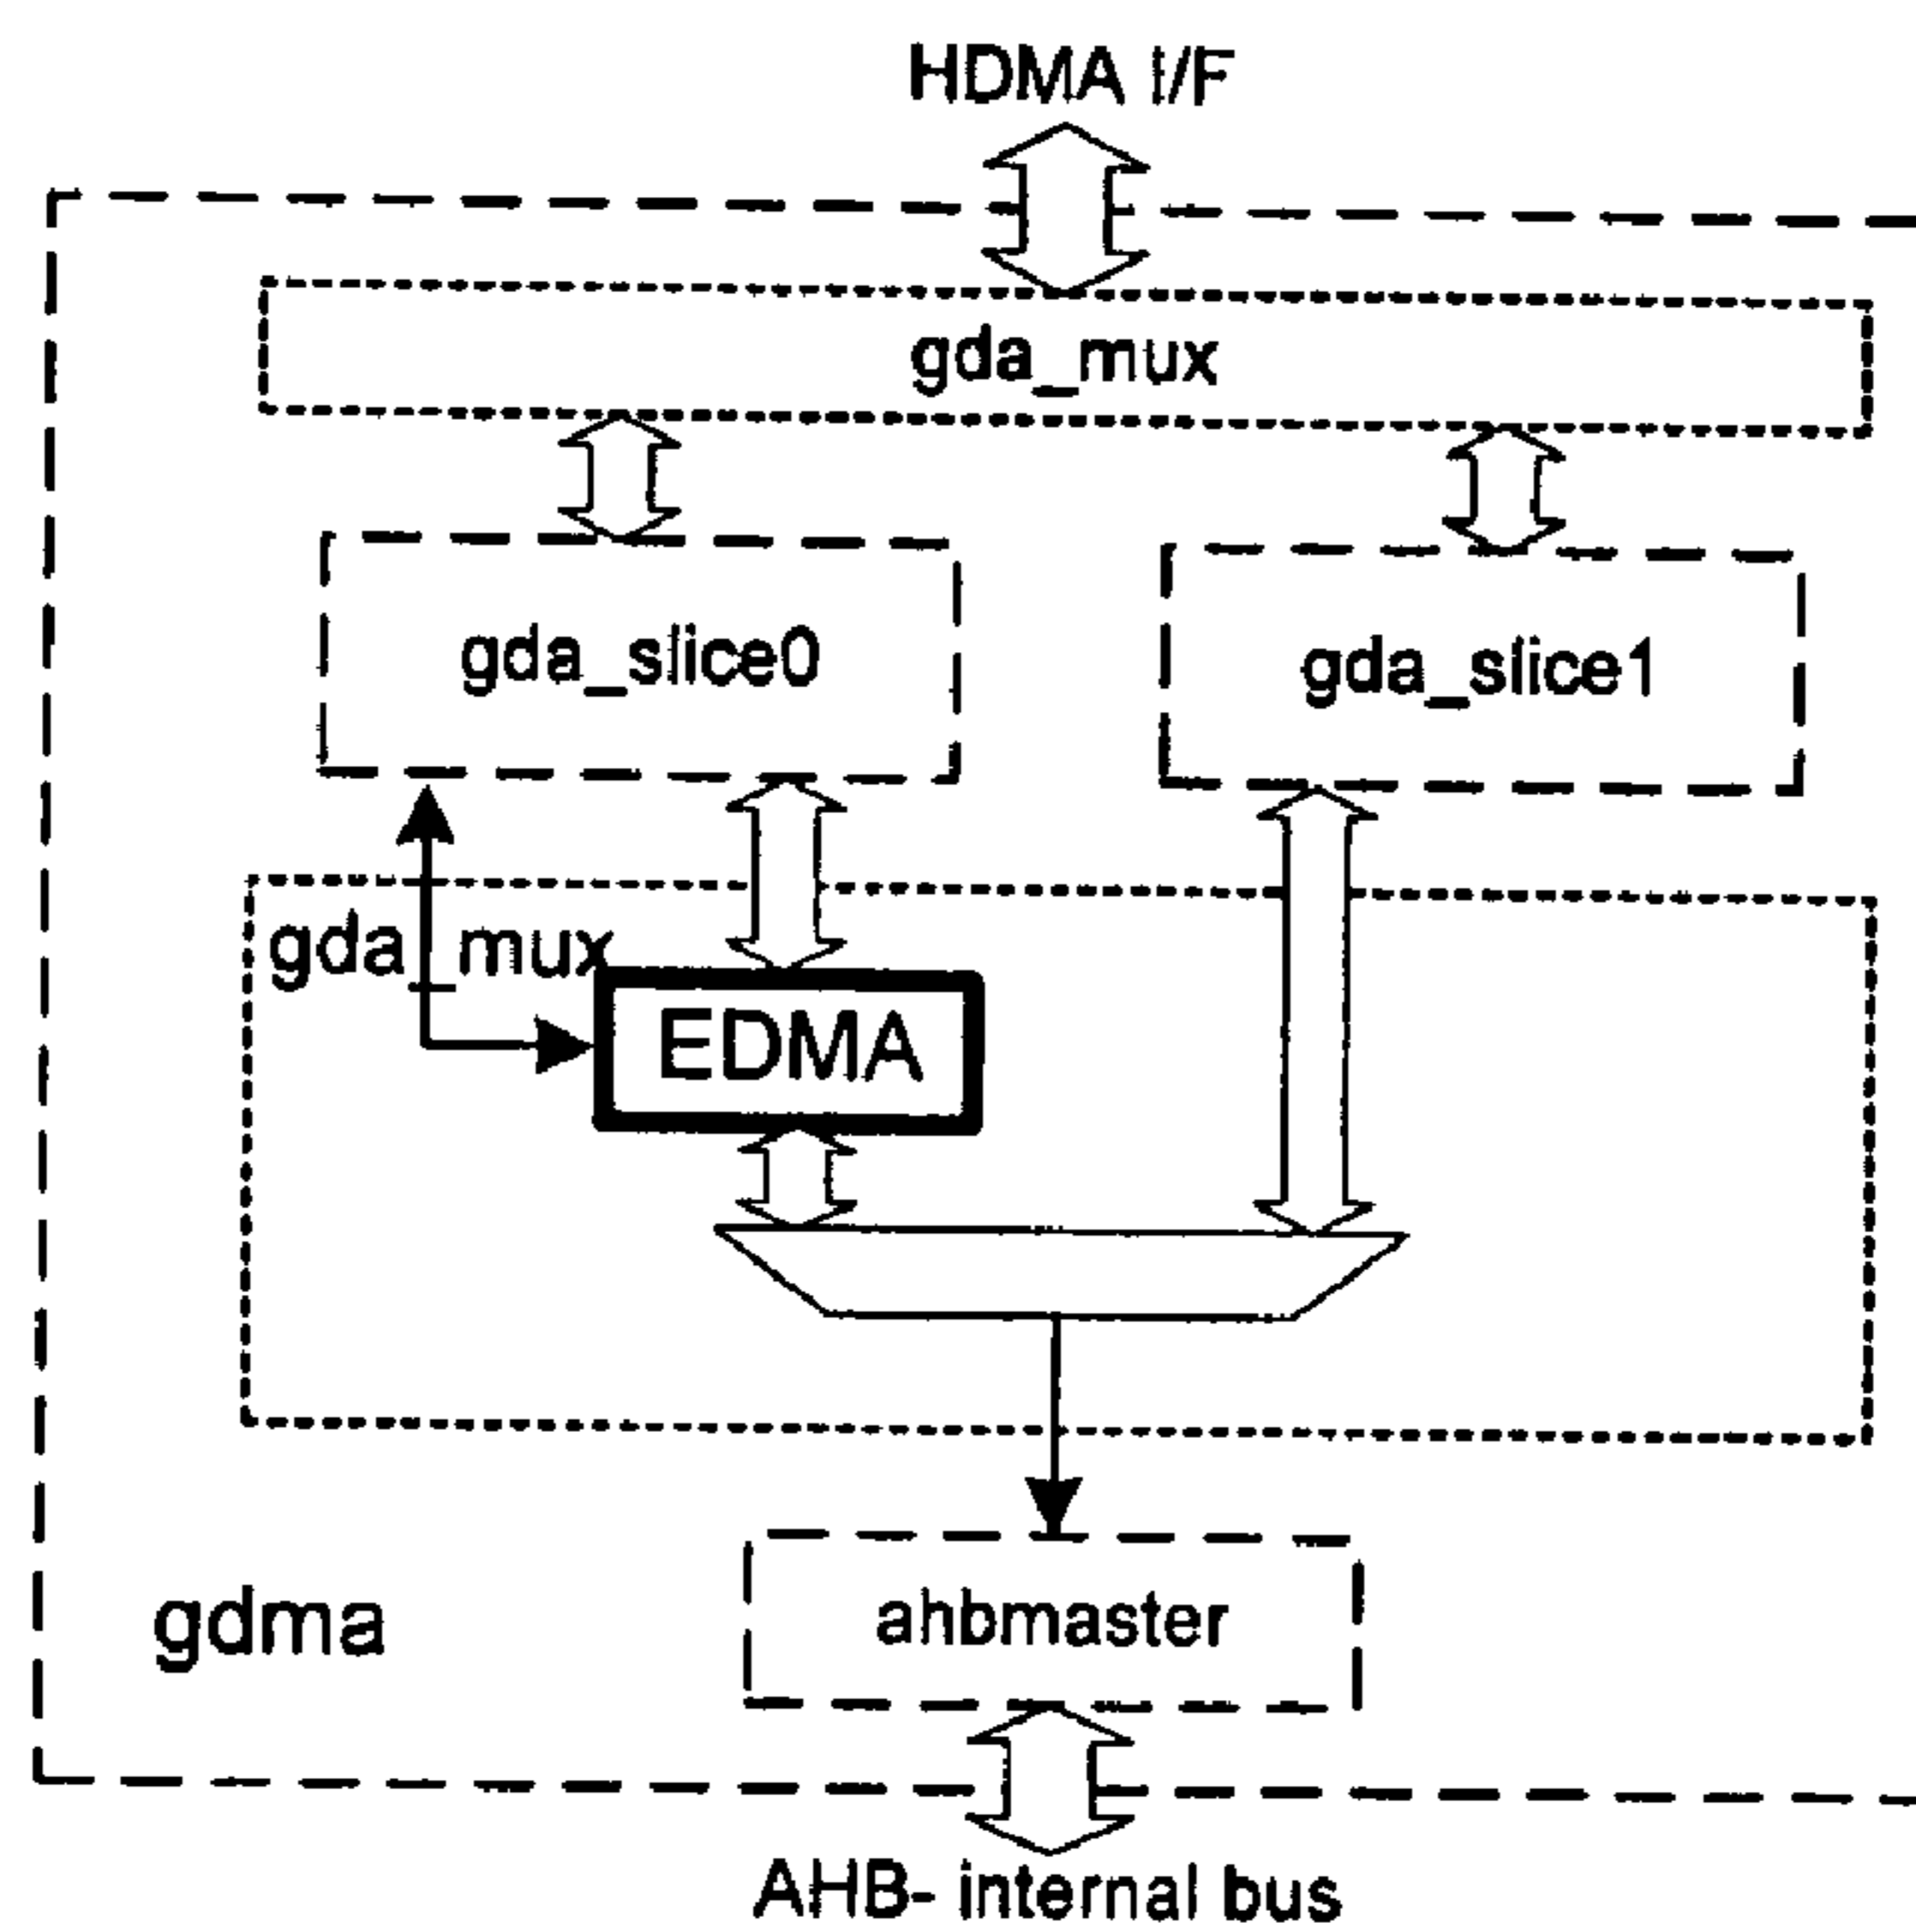 HDMA I/F
gda_mux
gda_slice0
gda_slice1
gda_mux
EDMA
ahbmaster
gdma
AHB- internal bus